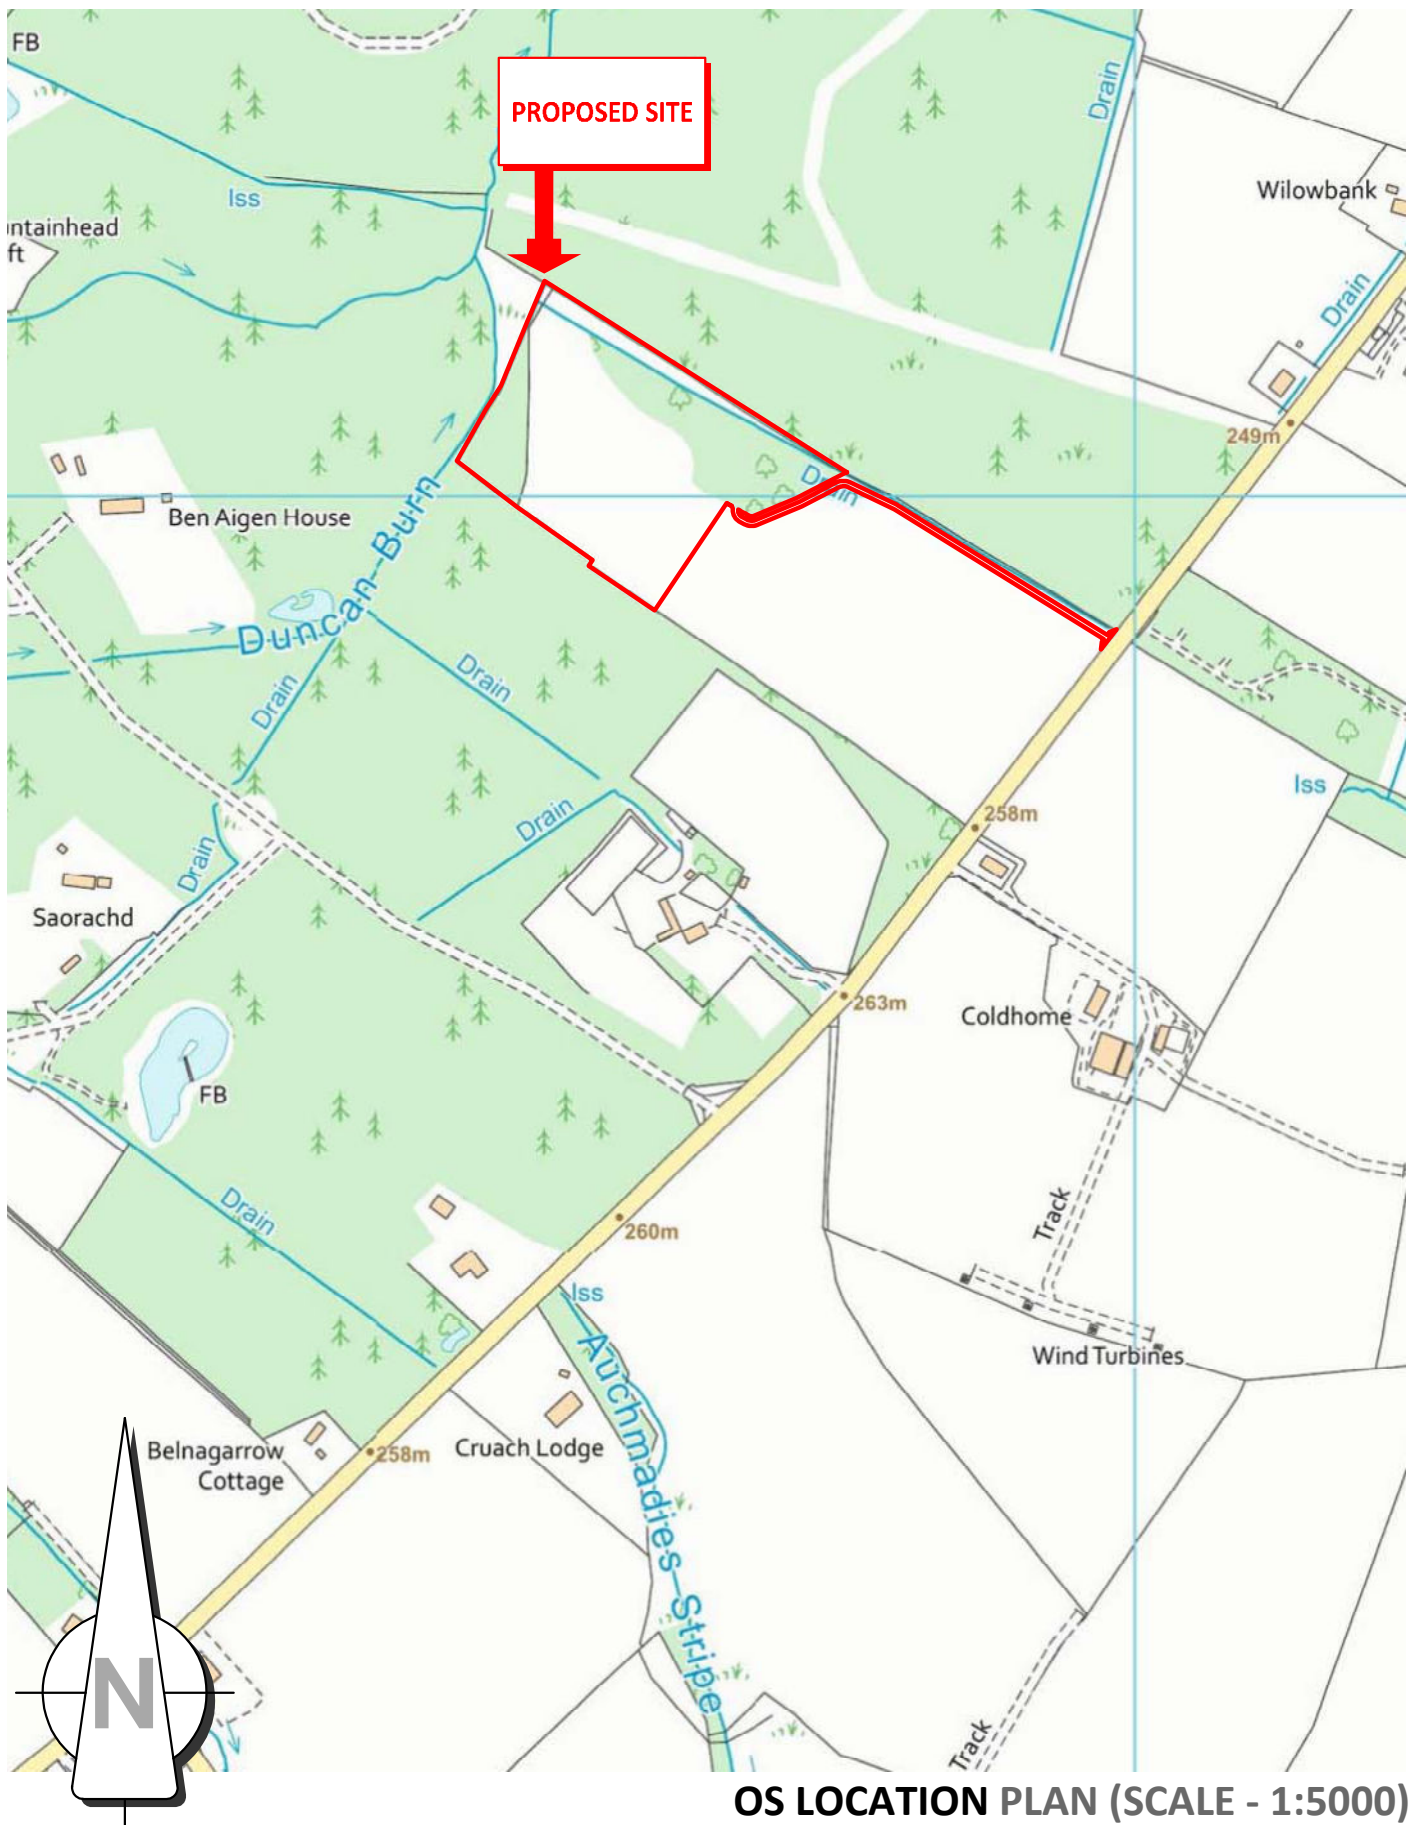 FB
PROPOSED SITE
Drain
Iss
Wilowbank
untainhead
ft
Drain
249m
Drain
Ben Aigen House
Duncan Burn
Drain
Drain
Iss
258m
Drain
Drain
Saorachd
263m
Coldhome
FB
Track
Drain
260m
Iss
Wind Turbines
Auchmadies Stripe
Belnagarrow
Cottage
258m
Cruach Lodge
N
Track
OS LOCATION PLAN (SCALE - 1:5000)